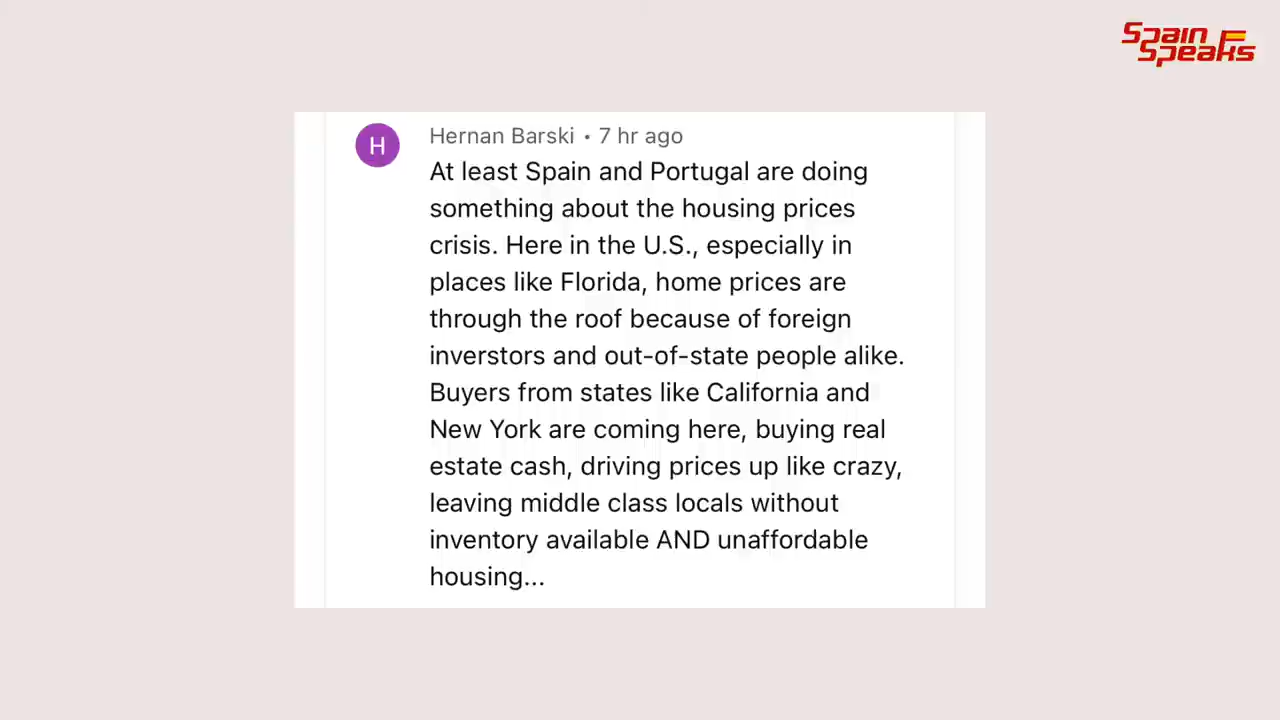 Spain
Speaks
H
Hernan Barski • 7 hr ago
At least Spain and Portugal are doing
something about the housing prices
crisis. Here in the U.S., especially in
places like Florida, home prices are
through the roof because of foreign
inverstors and out-of-state people alike.
Buyers from states like California and
New York are coming here, buying real
estate cash, driving prices up like crazy,
leaving middle class locals without
inventory available AND unaffordable
housing...